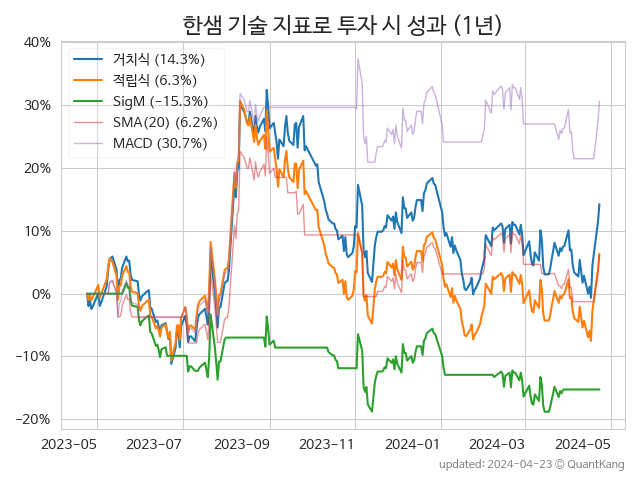 한샘 기술 지표로 투자 시 성과 (1년)
40%
30%
20%
10%
0%
−10%
−20%
거치식 (14.3%)
적립식 (6.3%)
SigM (−15.3%)
SMA(20) (6.2%)
MACD (30.7%)
2023−05 2023−07 2023−09 2023−11 2024−01 2024−03 2024−05
updated: 2024−04−23 ⓒ QuantKang